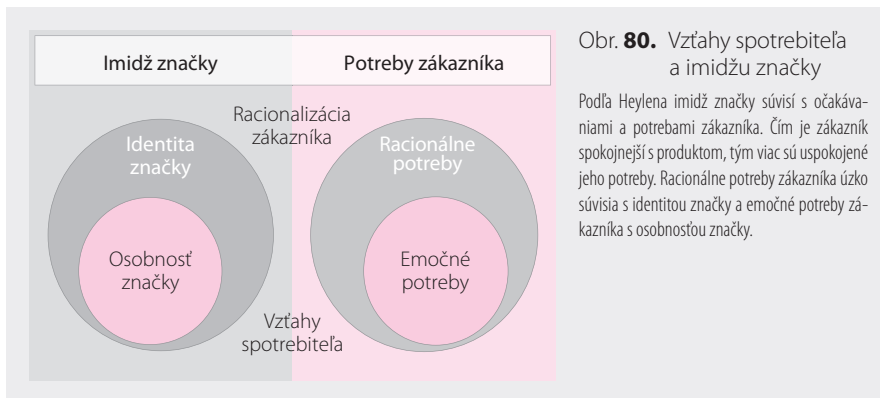 Imidž značky
Potreby zákazníka
Racionalizácia
zákazníka
Identita
značky
Racionálne
potreby
Osobnosť
značky
Emočné
potreby
Vzťahy
spotrebiteľa
Obr. 80. Vzťahy spotrebiteľa
a imidžu značky
Podľa Heylena imidž značky súvisí s očakáva-
niami a potrebami zákazníka. Čím je zákazník
spokojnejší s produktom, tým viac sú uspokojené
jeho potreby. Racionálne potreby zákazníka úzko
súvisia s identitou značky a emočné potreby zá-
kazníka s osobnosťou značky.